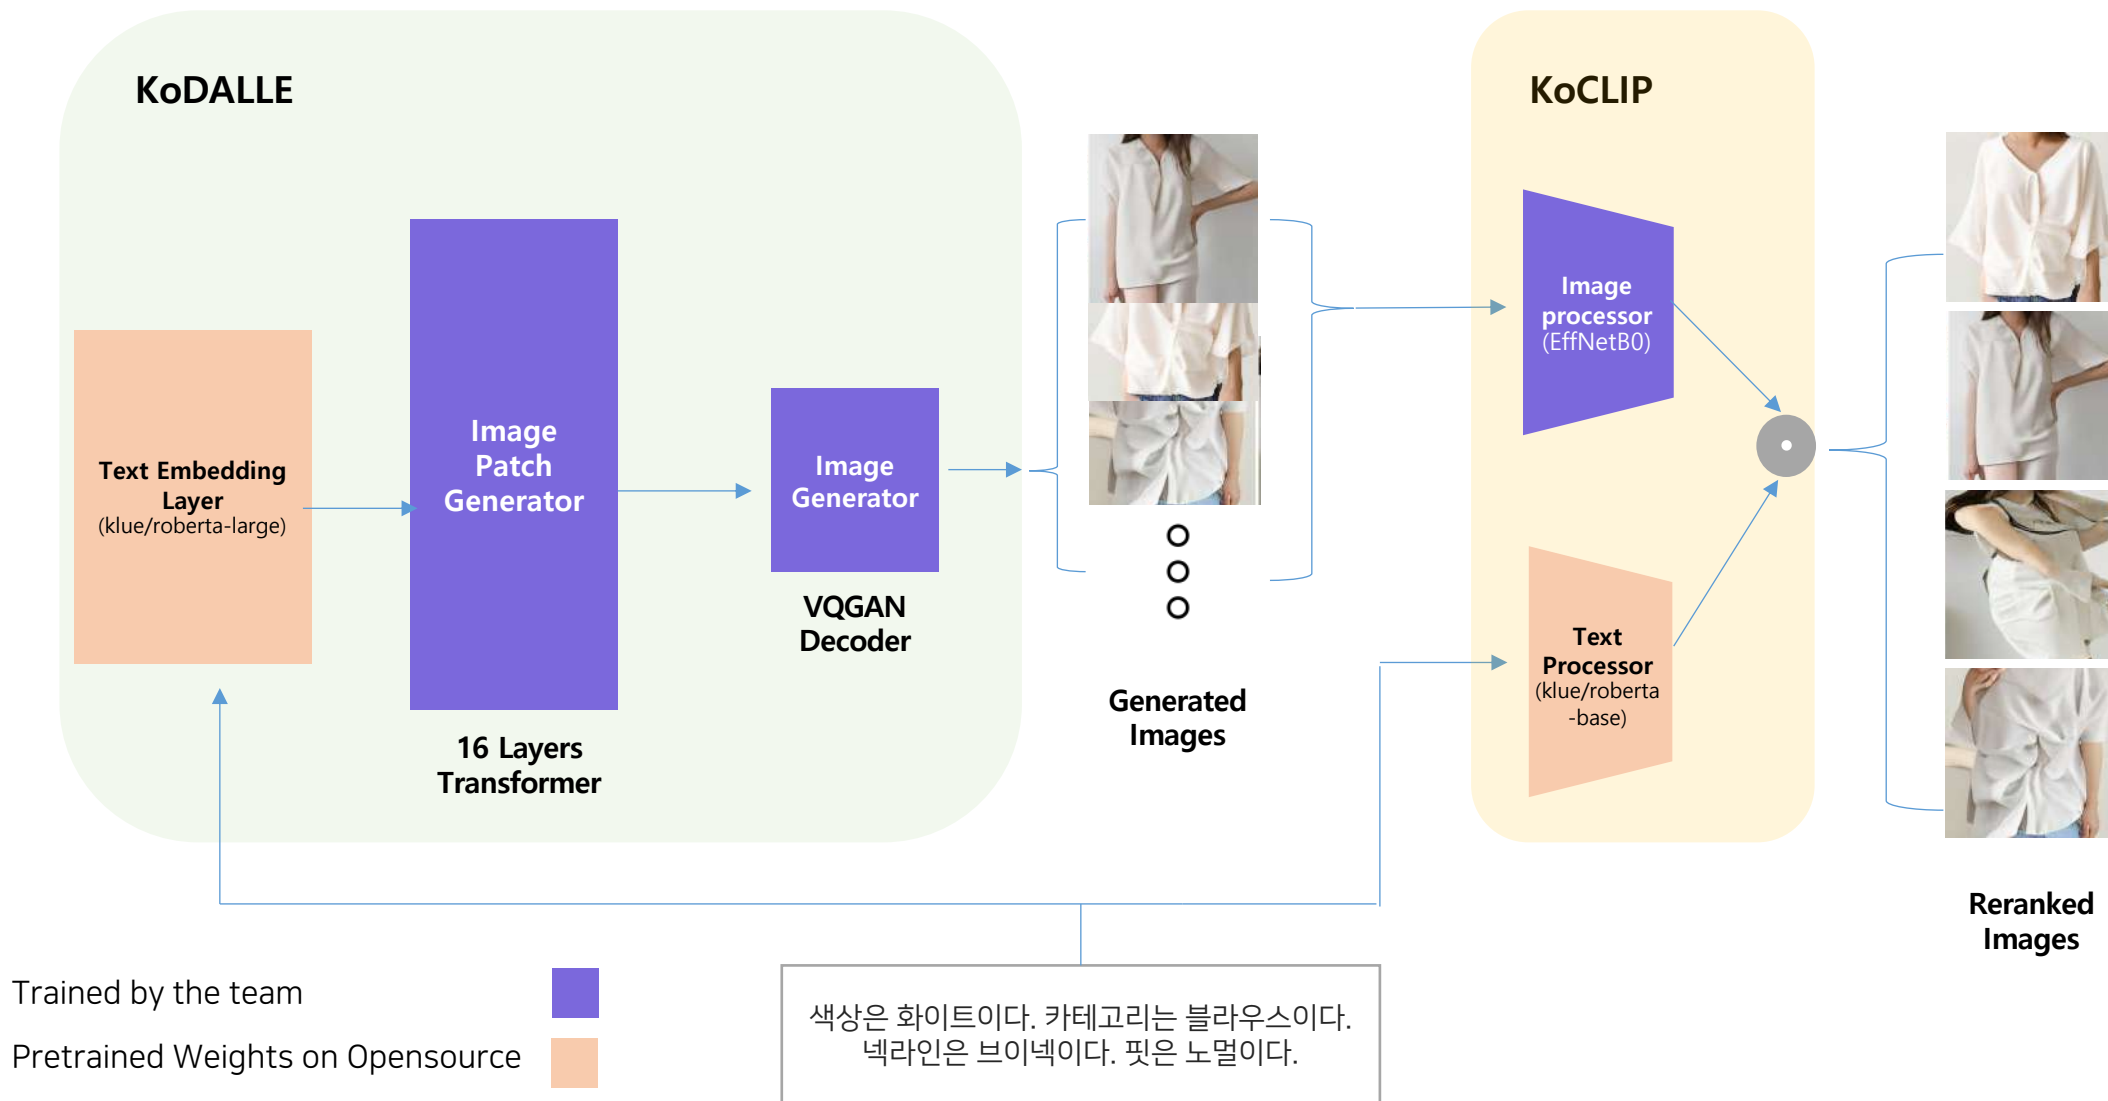 KoDALLE
KoCLIP
Text Embedding
Layer
(klue/roberta-large)
Image
Patch
Generator
16 Layers
Transformer
Image
Generator
VQGAN
Decoder
Generated
Images
Image
processor
(EffNetB0)
Text
Processor
(klue/roberta
-base)
Reranked
Images
Trained by the team
Pretrained Weights on Opensource
색상은 화이트이다. 카테고리는 블라우스이다.
넥라인은 브이넥이다. 핏은 노멀이다.